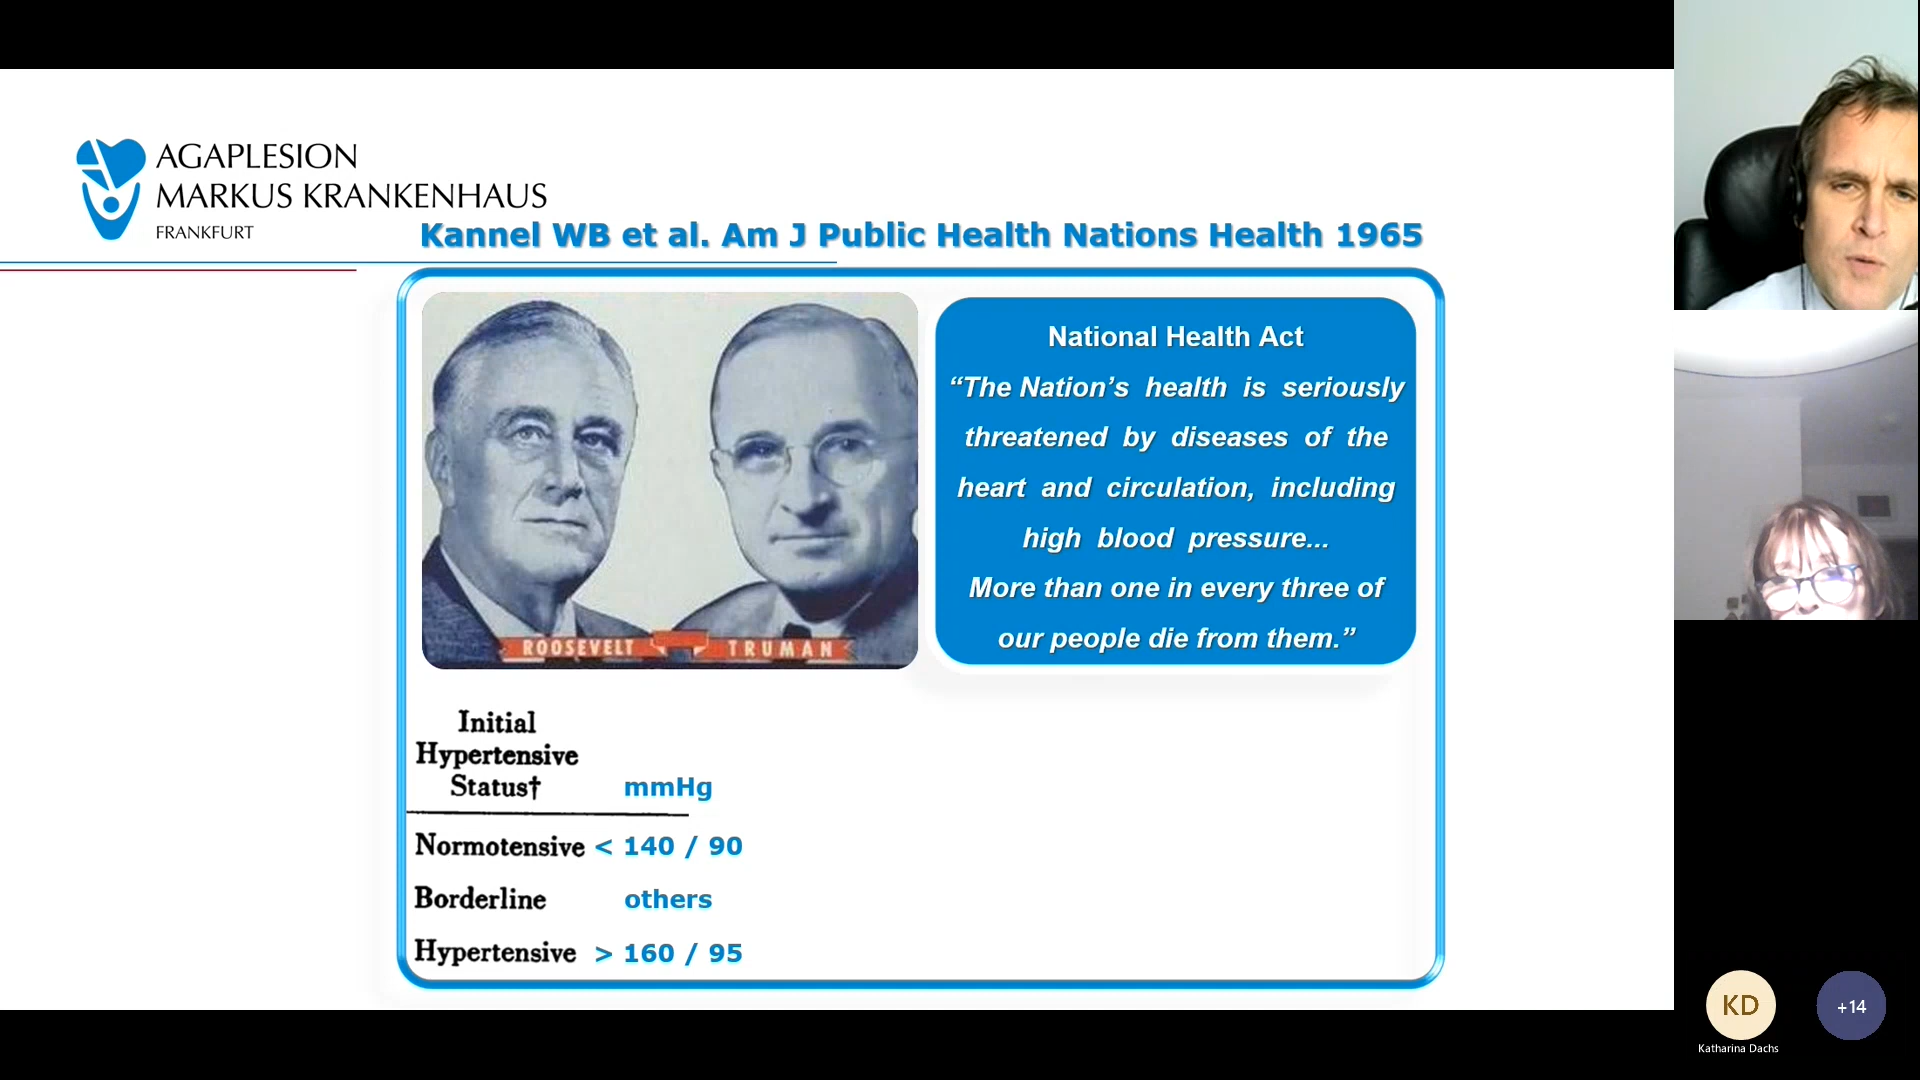 AGAPLESION
MARKUS KRANKENHAUS
FRANKFURT
Kannel WB et al. Am J Public Health Nations Health 1965
ROOSEVELT TRUMAN
National Health Act
“The Nation’s health is seriously
threatened by diseases of the
heart and circulation, including
high blood pressure...
More than one in every three of
our people die from them.”
Initial
Hypertensive
Status† mmHg
Normotensive < 140 / 90
Borderline others
Hypertensive > 160 / 95
KD
+14
Katharina Dachs